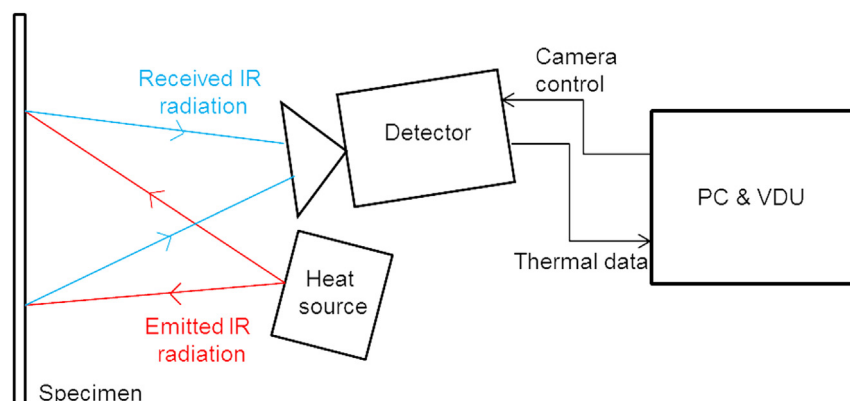 Received IR
radiation
Camera
control
Detector
PC & VDU
Thermal data
Heat
source
Emitted IR
radiation
Specimen